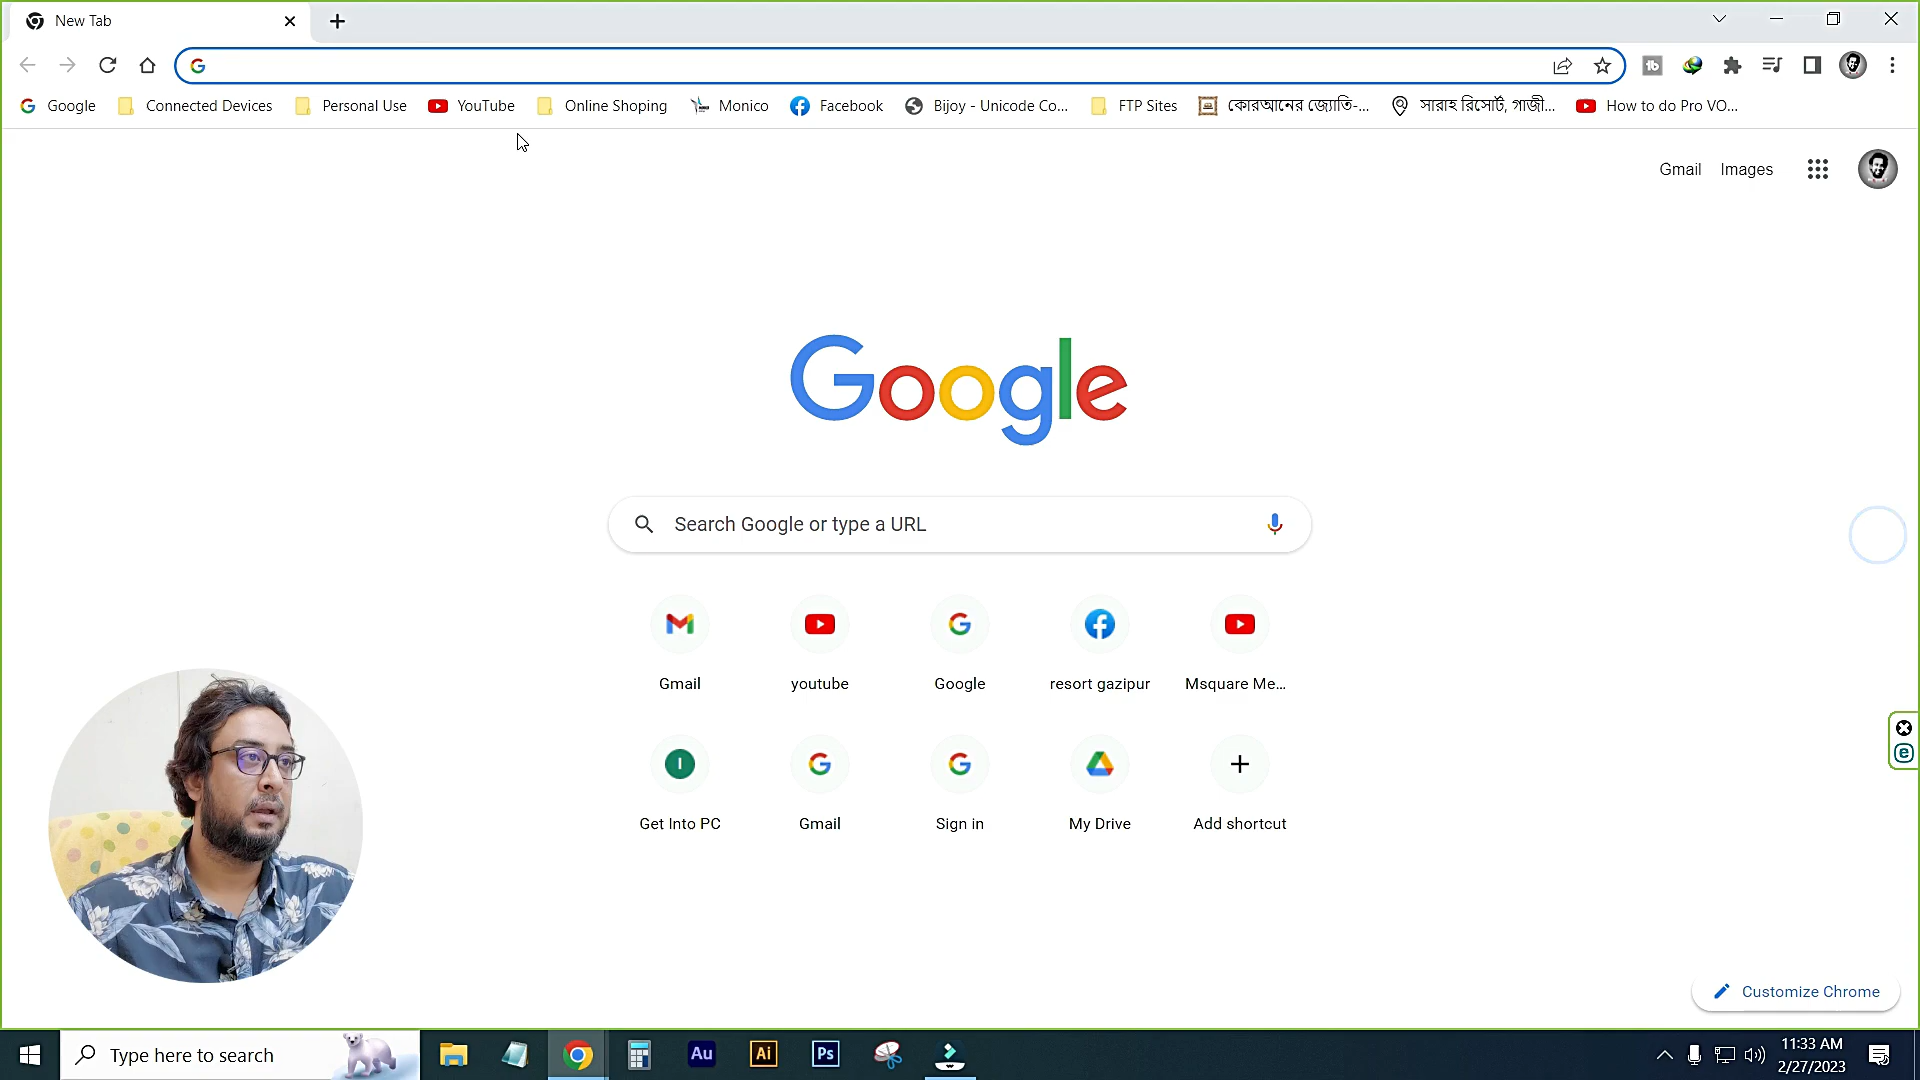 New Tab
Google Connected Devices Personal Use YouTube Online Shoping Monico Facebook Bijoy - Unicode Co... FTP Sites কোরআনের জ্যোতি-... সারাহ রিসোর্ট, গাজী... How to do Pro VO...
Gmail Images
Google
Search Google or type a URL
Gmail youtube Google resort gazipur Msquare Me...
Get Into PC Gmail Sign in My Drive Add shortcut
Customize Chrome
Type here to search
Au Ai Ps
11:33 AM
2/27/2023